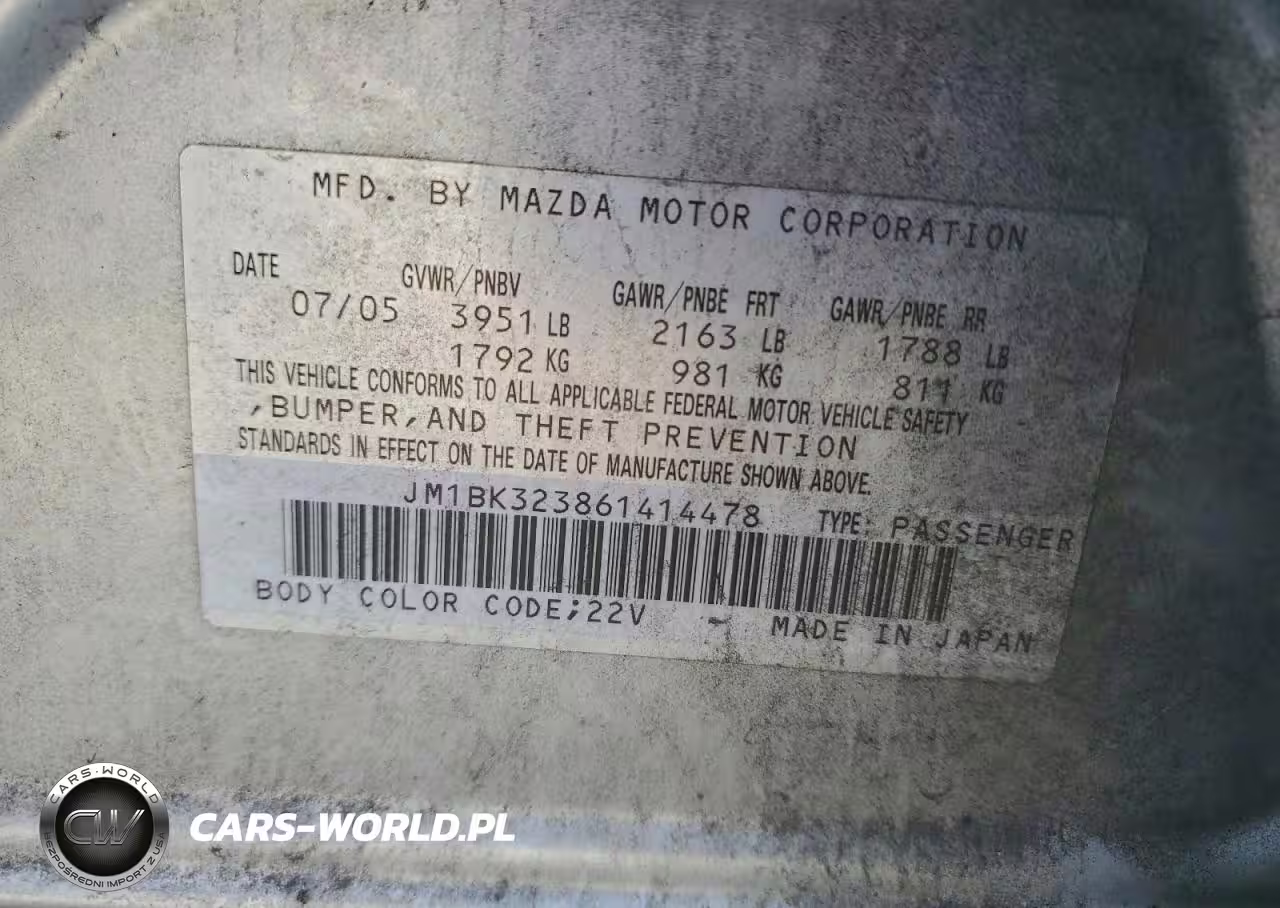 MFD. BY MAZDA MOTOR CORPORATION
DATE GVWR/PNBV GAWR/PNBE FRT GAWR/PNBE RR
07/05 3951 LB 2163 LB 1788 LB
1792 KG 981 KG 811 KG
THIS VEHICLE CONFORMS TO ALL APPLICABLE FEDERAL MOTOR VEHICLE SAFETY
,BUMPER,AND THEFT PREVENTION
STANDARDS IN EFFECT ON THE DATE OF MANUFACTURE SHOWN ABOVE.
JM1BK323861414478 TYPE: PASSENGER
BODY COLOR CODE;22V - MADE IN JAPAN
CARS-WORLD
CW
BEZPOŚREDNI IMPORT Z USA
CARS-WORLD.PL